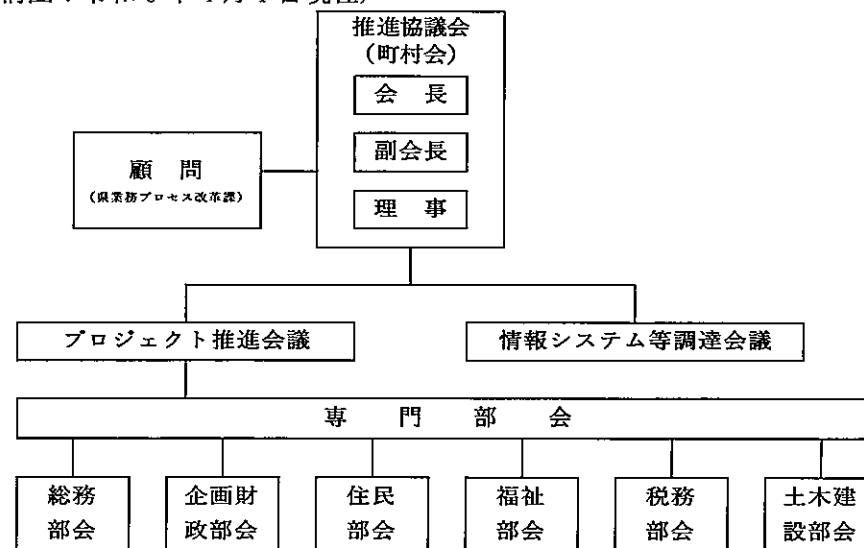 推進協議会
(町村会)
会 長
副会長
理 事
顧 問
(県業務プロセス改革課)
プロジェクト推進会議
情報システム等調達会議
専 門 部 会
総務
部会
企画財
政部会
住民
部会
福祉
部会
税務
部会
土木建
設部会